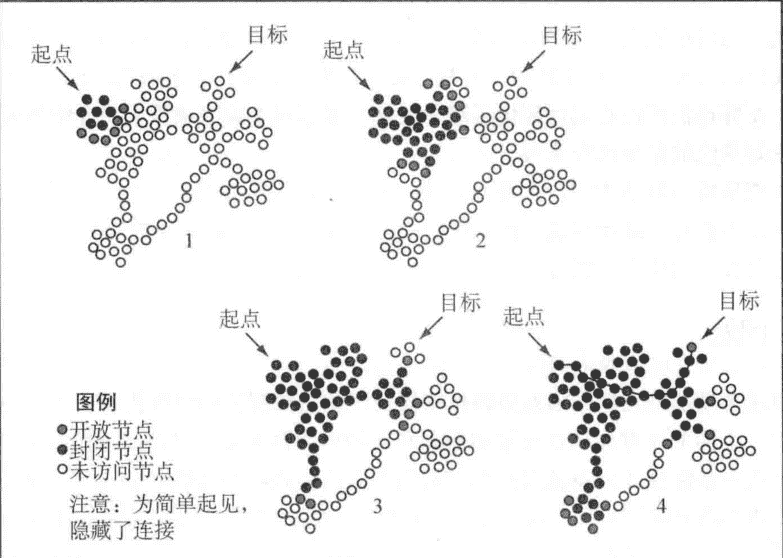 目标
起点
目标
起点
1
2
目标
起点
目标
起点
图例
开放节点
封闭节点
未访问节点
注意：为简单起见，
隐藏了连接
3
4